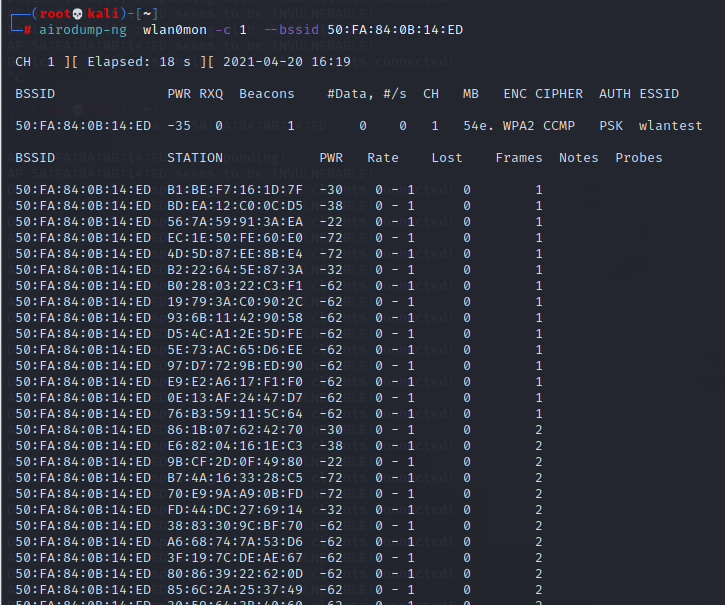 (root💀kali)-[~]
# airodump-ng wlan0mon -c 1 --bssid 50:FA:84:0B:14:ED
CH 1 ][ Elapsed: 18 s ][ 2021-04-20 16:19
BSSID PWR RXQ Beacons #Data, #/s CH MB ENC CIPHER AUTH ESSID
50:FA:84:0B:14:ED -35 0 1 0 0 1 54e. WPA2 CCMP PSK wlantest
BSSID STATION PWR Rate Lost Frames Notes Probes
50:FA:84:0B:14:ED B1:BE:F7:16:1D:7F -30 0 - 1 0 1
50:FA:84:0B:14:ED BD:EA:12:C0:0C:D5 -38 0 - 1 0 1
50:FA:84:0B:14:ED 56:7A:59:91:3A:EA -22 0 - 1 0 1
50:FA:84:0B:14:ED EC:1E:50:FE:60:E0 -72 0 - 1 0 1
50:FA:84:0B:14:ED 4D:5D:87:EE:8B:E4 -72 0 - 1 0 1
50:FA:84:0B:14:ED B2:22:64:5E:87:3A -32 0 - 1 0 1
50:FA:84:0B:14:ED B0:28:03:22:C3:F1 -62 0 - 1 0 1
50:FA:84:0B:14:ED 19:79:3A:C0:90:2C -62 0 - 1 0 1
50:FA:84:0B:14:ED 93:6B:11:42:90:58 -62 0 - 1 0 1
50:FA:84:0B:14:ED D5:4C:A1:2E:5D:FE -62 0 - 1 0 1
50:FA:84:0B:14:ED 5E:73:AC:65:D6:EE -62 0 - 1 0 1
50:FA:84:0B:14:ED 97:D7:72:9B:ED:90 -62 0 - 1 0 1
50:FA:84:0B:14:ED E9:E2:A6:17:F1:F0 -62 0 - 1 0 1
50:FA:84:0B:14:ED 0E:13:AF:24:47:D7 -62 0 - 1 0 1
50:FA:84:0B:14:ED 76:B3:59:11:5C:64 -62 0 - 1 0 1
50:FA:84:0B:14:ED 86:1B:07:62:42:70 -30 0 - 1 0 2
50:FA:84:0B:14:ED E6:82:04:16:1E:C3 -38 0 - 1 0 2
50:FA:84:0B:14:ED 9B:CF:2D:0F:49:80 -22 0 - 1 0 2
50:FA:84:0B:14:ED B7:4A:16:33:28:C5 -72 0 - 1 0 2
50:FA:84:0B:14:ED 70:E9:9A:A9:0B:FD -72 0 - 1 0 2
50:FA:84:0B:14:ED FD:44:DC:27:69:14 -32 0 - 1 0 2
50:FA:84:0B:14:ED 38:83:30:9C:BF:70 -62 0 - 1 0 2
50:FA:84:0B:14:ED A6:68:74:7A:53:D6 -62 0 - 1 0 2
50:FA:84:0B:14:ED 3F:19:7C:DE:AE:67 -62 0 - 1 0 2
50:FA:84:0B:14:ED 80:86:39:22:62:0D -62 0 - 1 0 2
50:FA:84:0B:14:ED 85:6C:2A:25:37:49 -62 0 - 1 0 2